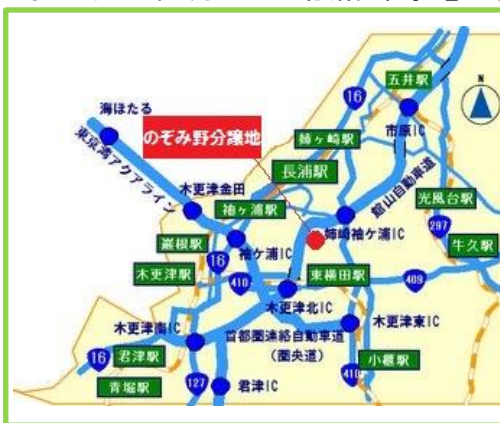 五井駅
16
N
海ほたる
市原IC
のぞみ野分譲地
姉ヶ崎駅
東京湾アクアライン
長浦駅
館山自動車道
木更津金田
袖ヶ浦駅
光風台駅
297
姉崎袖ケ浦IC
牛久駅
巌根駅
袖ケ浦IC
16
木更津駅
410
東横田駅
409
木更津北IC
木更津南IC
首都圏連絡自動車道
(圏央道)
木更津東IC
16
君津駅
小櫃駅
青堀駅
127
君津IC
410